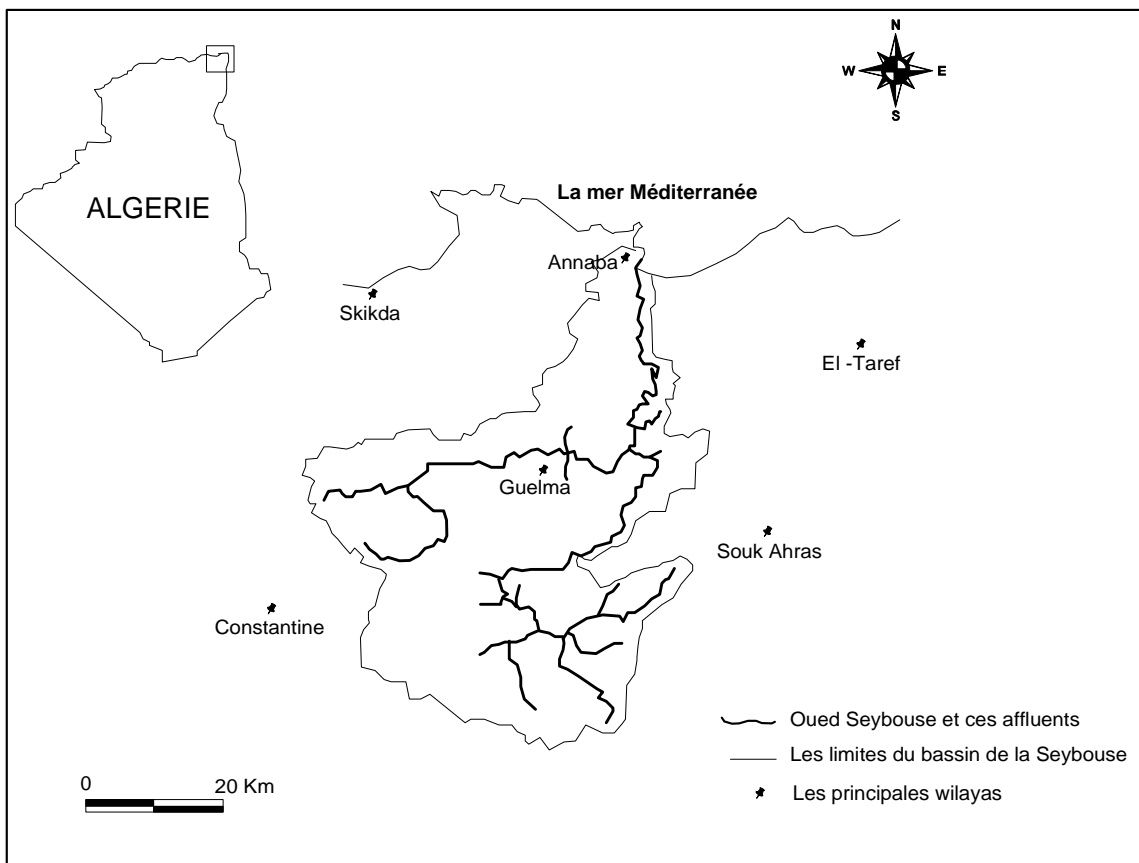 N
W
E
S
ALGERIE
La mer Méditerranée
Annaba
Skikda
El -Taref
Guelma
Souk Ahras
Constantine
Oued Seybouse et ces affluents
Les limites du bassin de la Seybouse
Les principales wilayas
0
20 Km